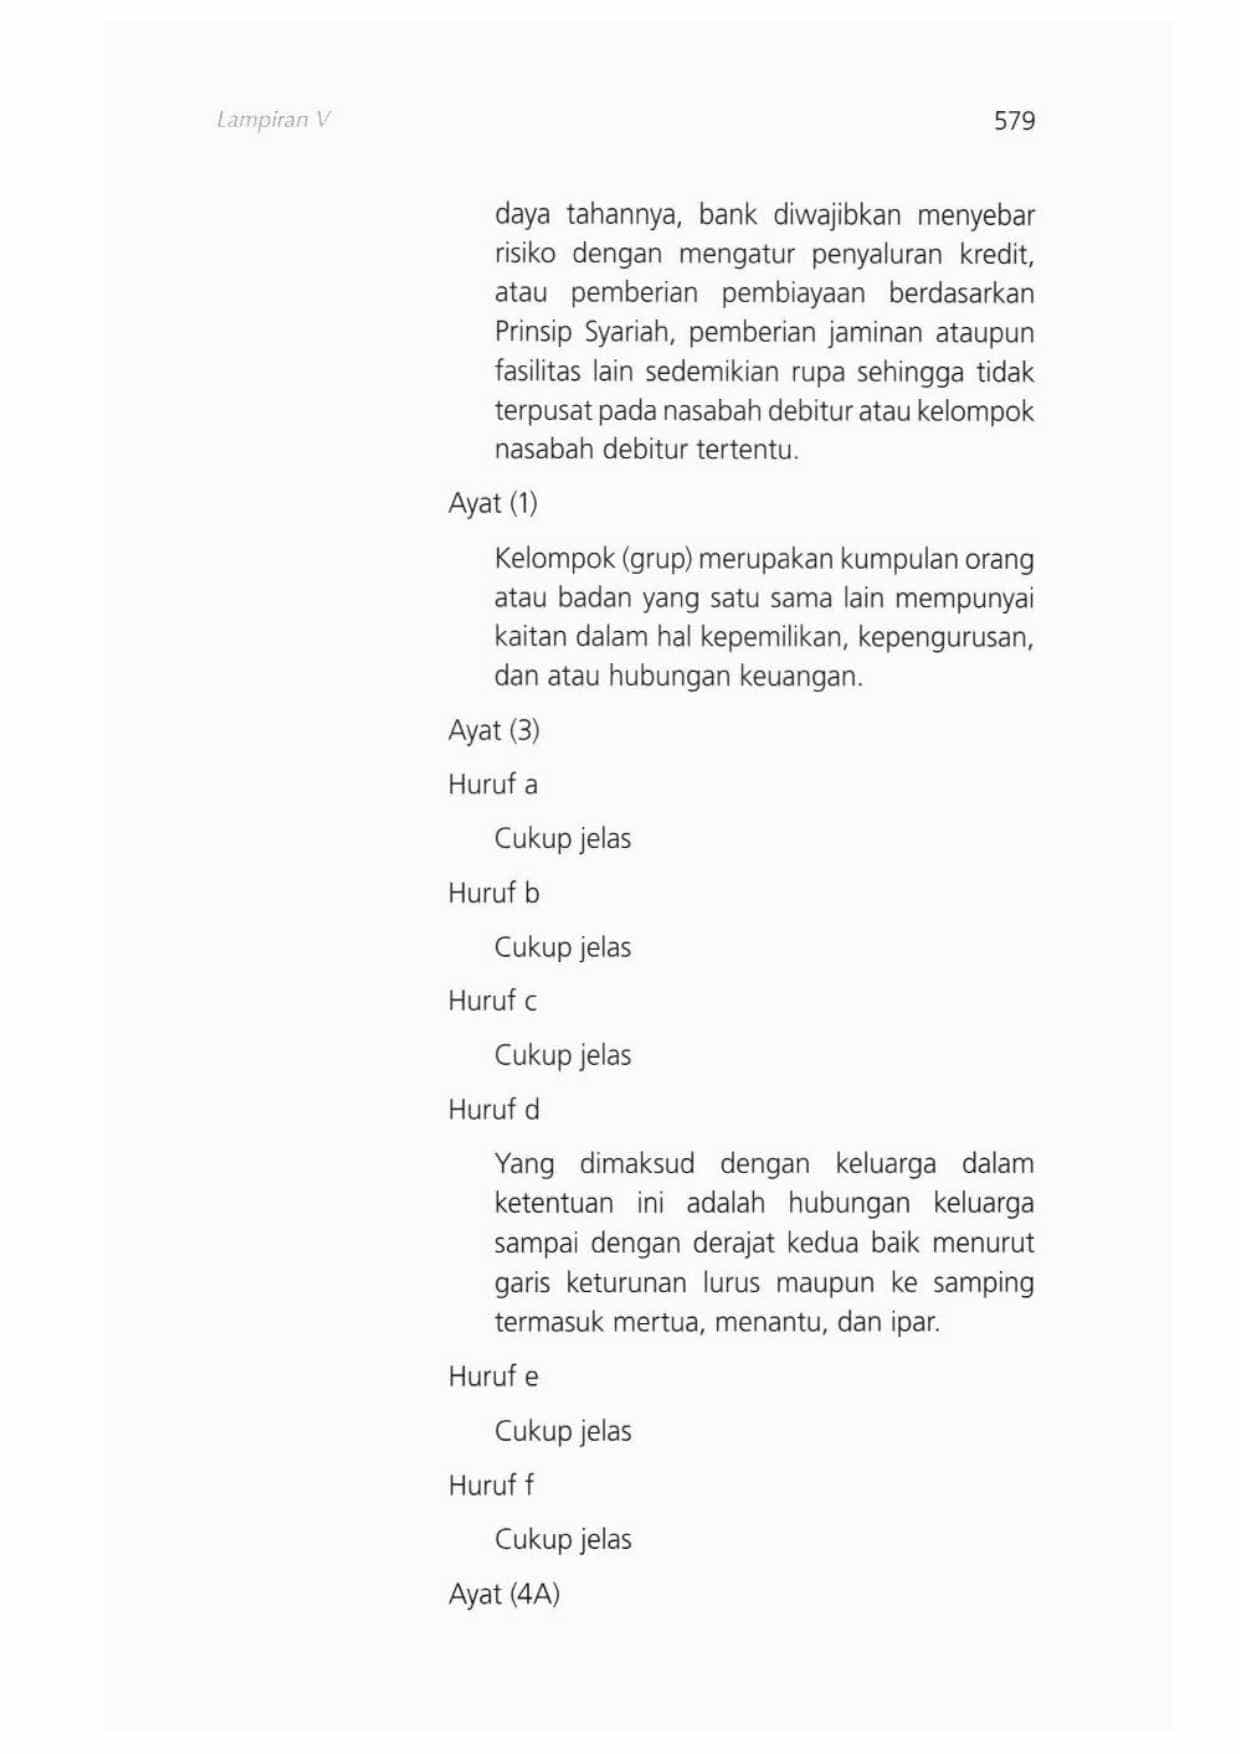 Lampiran V
579
daya tahannya, bank diwajibkan menyebar
risiko dengan mengatur penyaluran kredit,
atau pemberian pembiayaan berdasarkan
Prinsip Syariah, pemberian jaminan ataupun
fasilitas lain sedemikian rupa sehingga tidak
terpusat pada nasabah debitur atau kelompok
nasabah debitur tertentu.
Ayat (1)
Kelompok (grup) merupakan kumpulan orang
atau badan yang satu sama lain mempunyai
kaitan dalam hal kepemilikan, kepengurusan,
dan atau hubungan keuangan.
Ayat (3)
Huruf a
Cukup jelas
Huruf b
Cukup jelas
Huruf c
Cukup jelas
Huruf d
Yang dimaksud dengan keluarga dalam
ketentuan ini adalah hubungan keluarga
sampai dengan derajat kedua baik menurut
garis keturunan lurus maupun ke samping
termasuk mertua, menantu, dan ipar.
Huruf e
Cukup jelas
Huruf f
Cukup jelas
Ayat (4A)